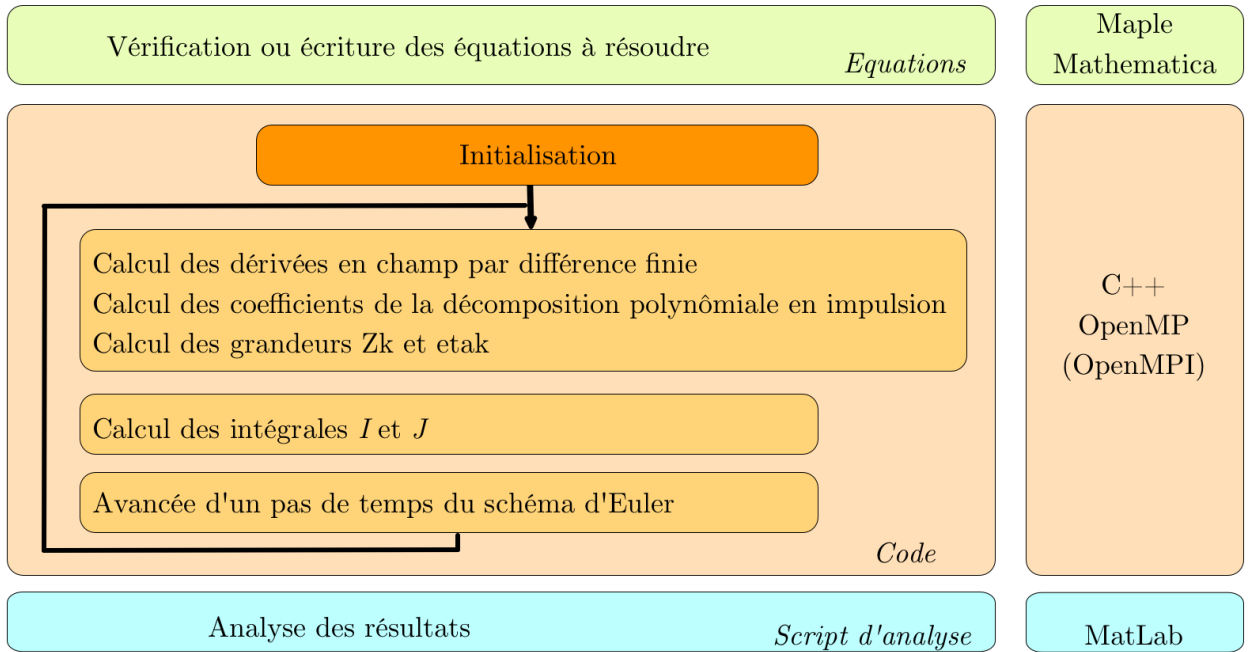 Vérification ou écriture des équations à résoudre
Equations
Maple
Mathematica
Initialisation
Calcul des dérivées en champ par différence finie
Calcul des coefficients de la décomposition polynômiale en impulsion
Calcul des grandeurs Zk et etak
Calcul des intégrales I et J
Avancée d'un pas de temps du schéma d'Euler
Code
C++
OpenMP
(OpenMPI)
Analyse des résultats
Script d'analyse
MatLab